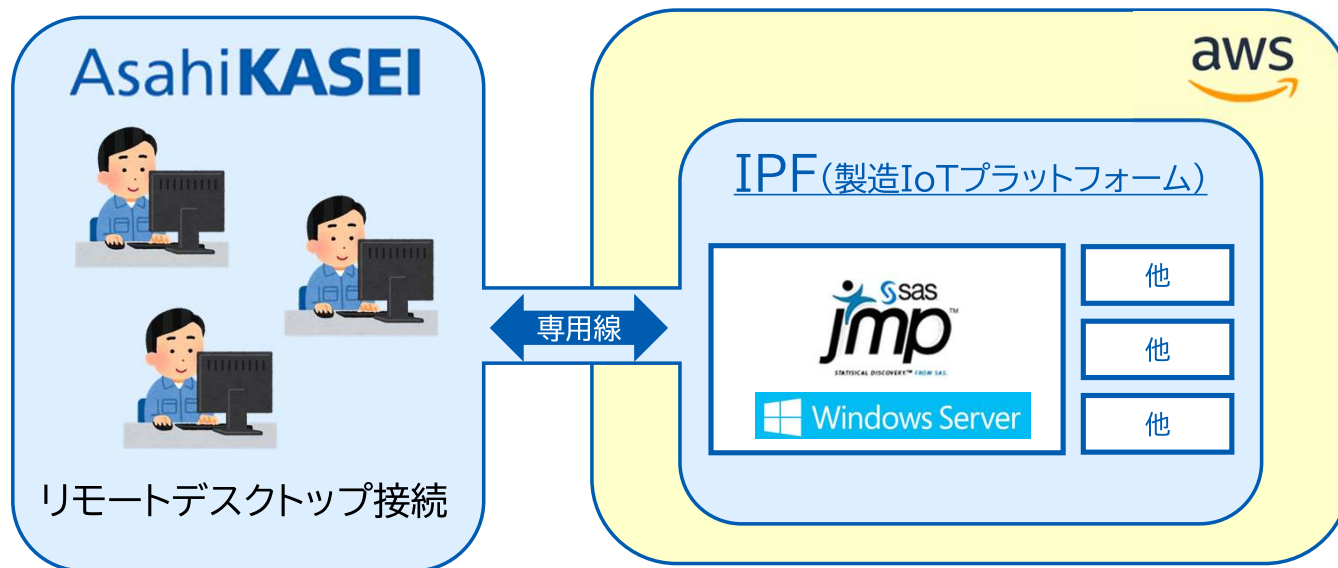 AsahiKASEI
リモートデスクトップ接続
専用線
aws
IPF(製造IoTプラットフォーム)
sas
jmp™
STATISTICAL DISCOVERY.™ FROM SAS.
Windows Server
他
他
他